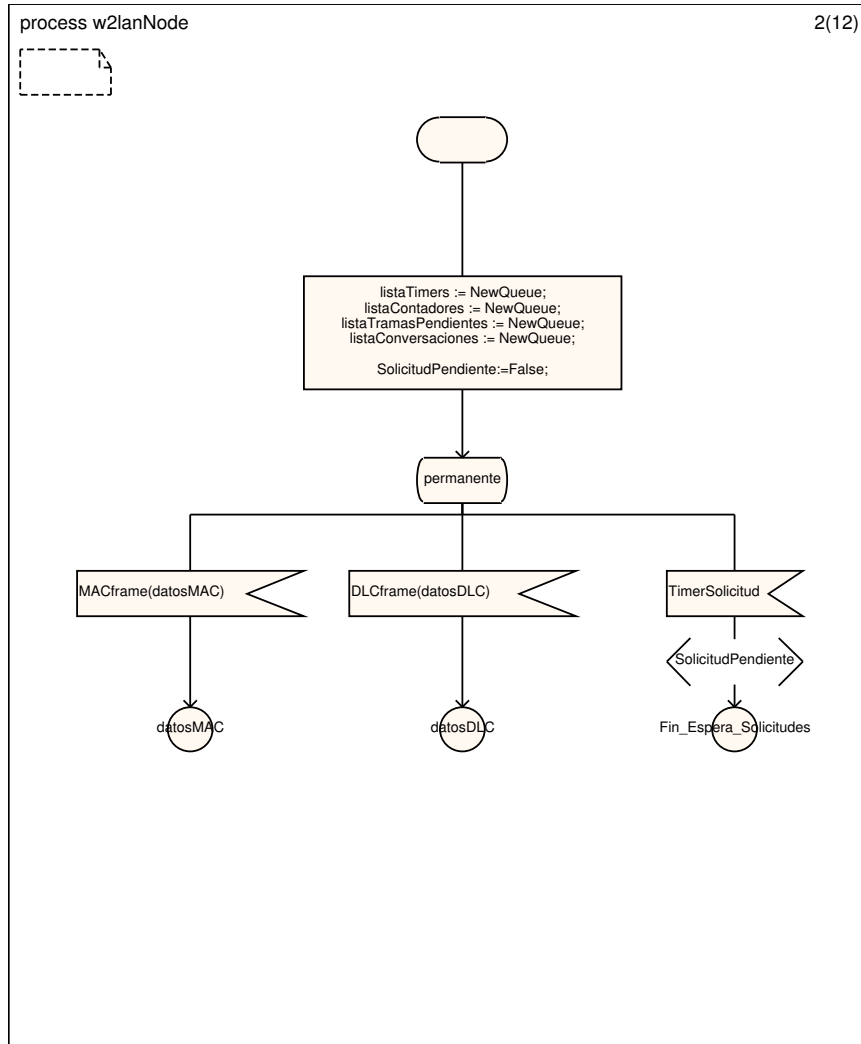 process w2lanNode
2(12)
listaTimers := NewQueue;
listaContadores := NewQueue;
listaTramasPendientes := NewQueue;
listaConversaciones := NewQueue;
SolicitudPendiente:=False;
permanente
MACframe(datosMAC)
DLCframe(datosDLC)
TimerSolicitud
SolicitudPendiente
datosMAC
datosDLC
Fin_Espera_Solicitudes